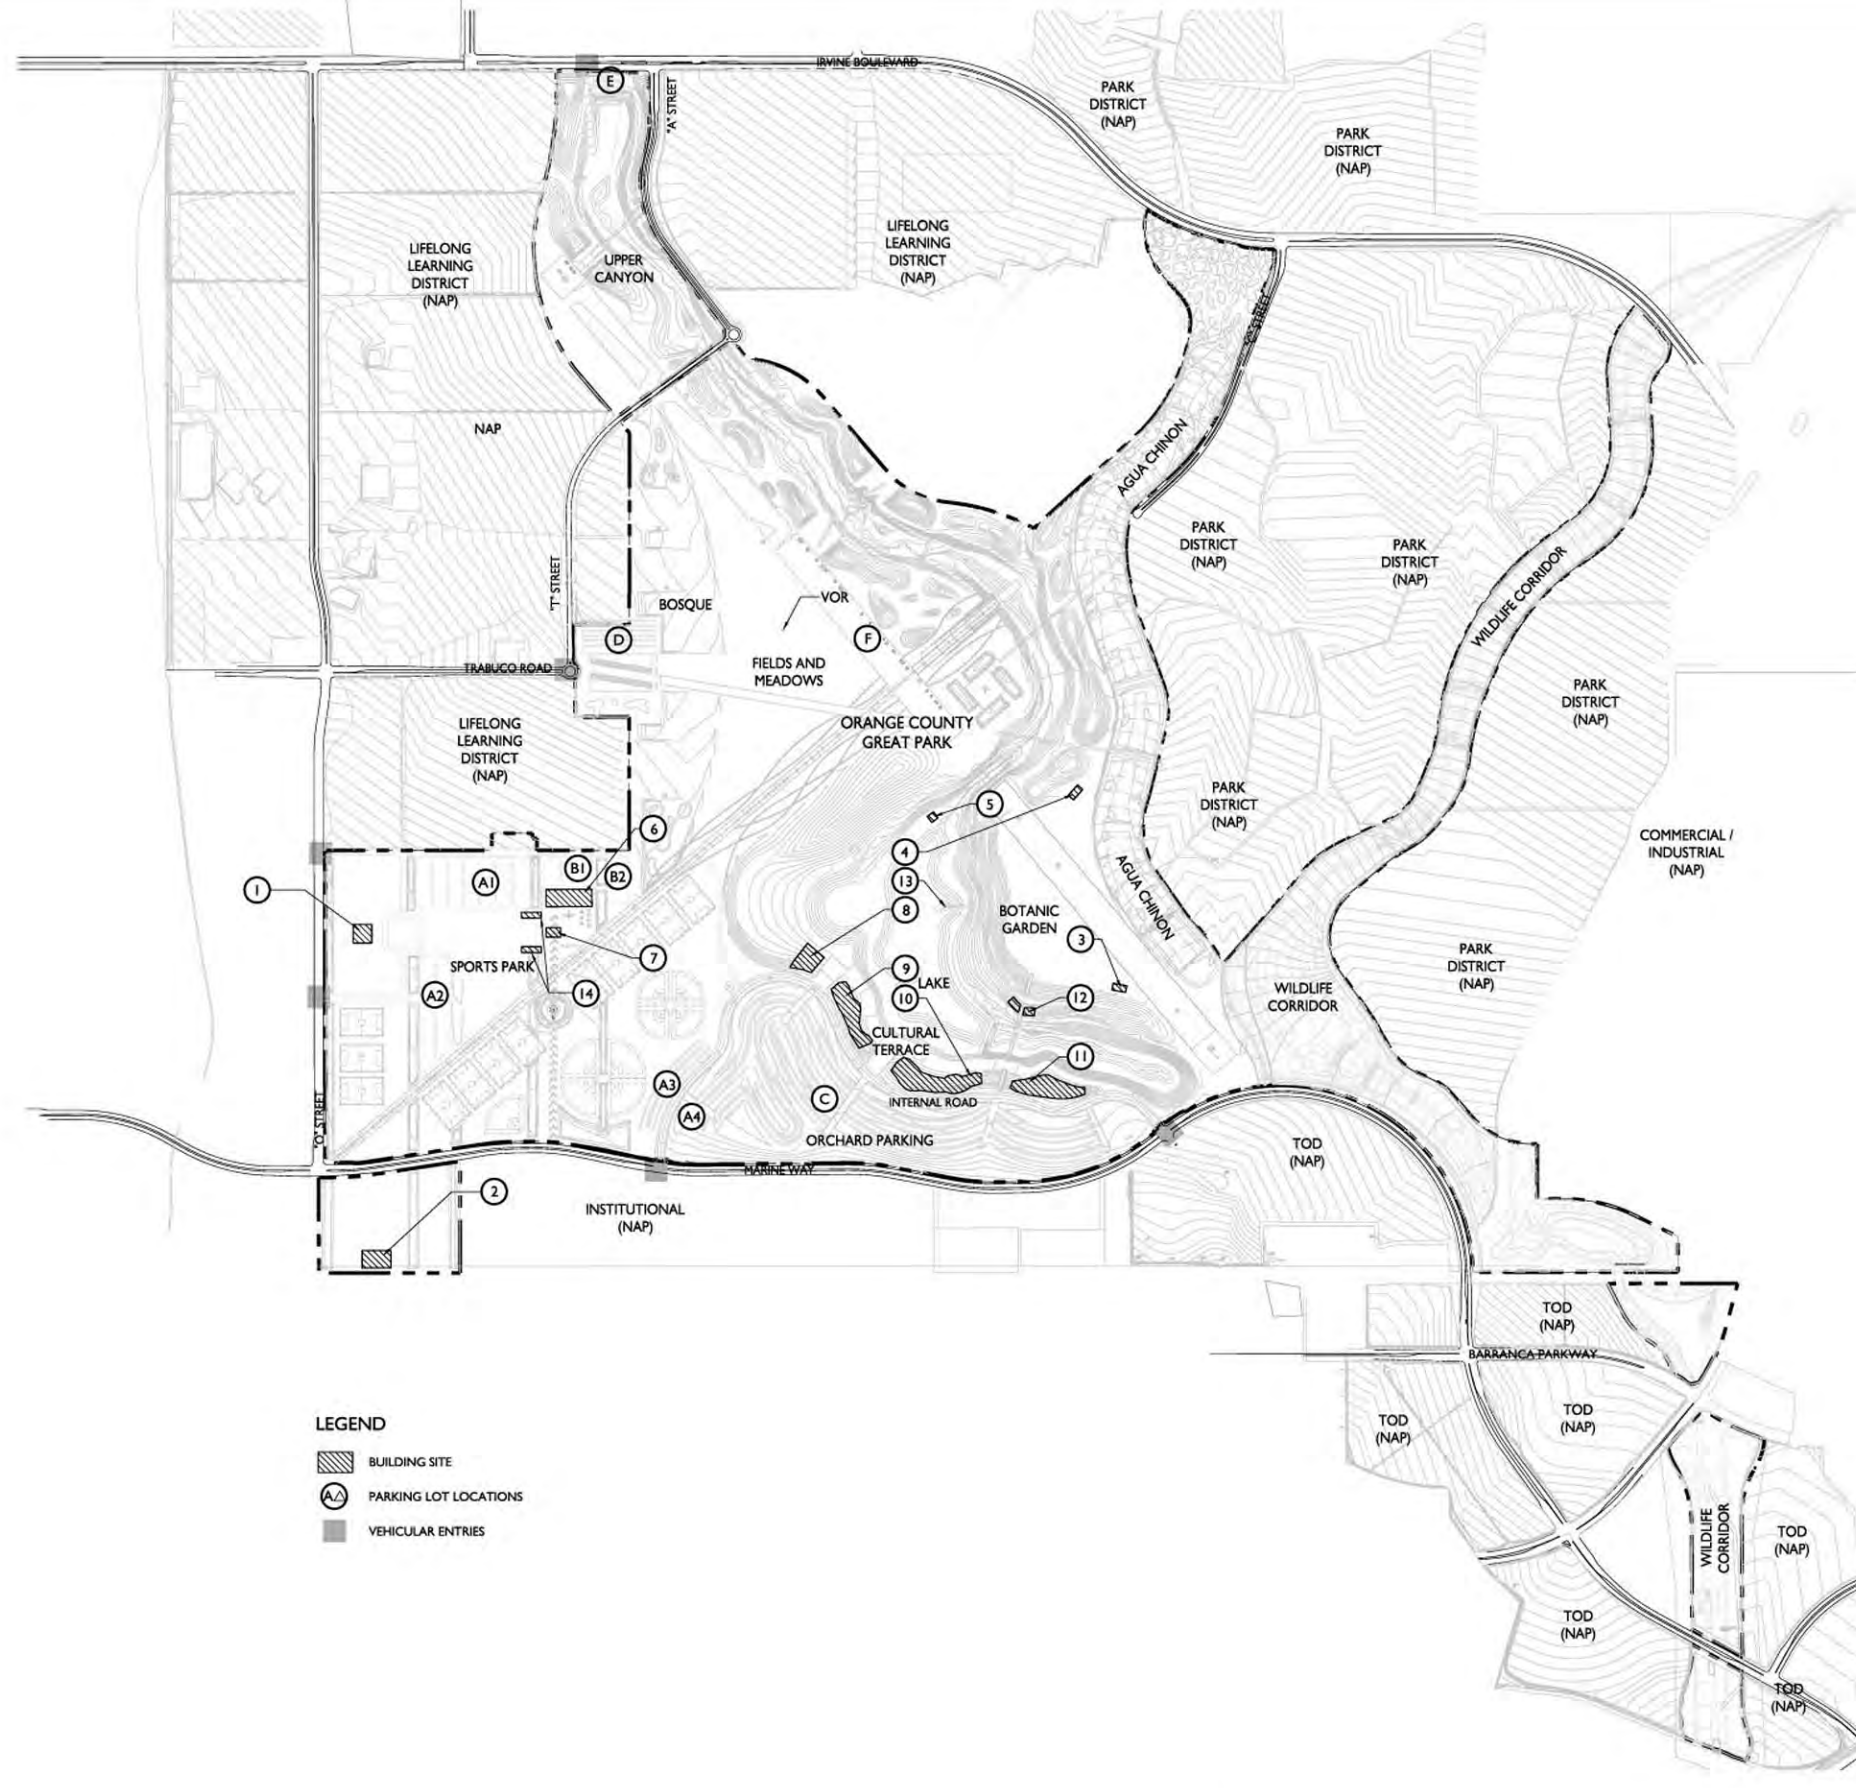 IRVINE BOULEVARD
E
"A" STREET
PARK
DISTRICT
(NAP)
PARK
DISTRICT
(NAP)
LIFELONG
LEARNING
DISTRICT
(NAP)
UPPER
CANYON
LIFELONG
LEARNING
DISTRICT
(NAP)
NAP
AGUA CHINON
PARK
DISTRICT
(NAP)
PARK
DISTRICT
(NAP)
WILDLIFE CORRIDOR
"T" STREET
BOSQUE
VOR
D
F
TRABUCO ROAD
FIELDS AND
MEADOWS
PARK
DISTRICT
(NAP)
LIFELONG
LEARNING
DISTRICT
(NAP)
ORANGE COUNTY
GREAT PARK
PARK
DISTRICT
(NAP)
5
6
4
COMMERCIAL /
INDUSTRIAL
(NAP)
B1
B2
A1
13
1
8
AGUA CHINON
BOTANIC
GARDEN
3
7
SPORTS PARK
9
LAKE
PARK
DISTRICT
(NAP)
A2
14
10
12
WILDLIFE
CORRIDOR
CULTURAL
TERRACE
11
A3
C
INTERNAL ROAD
A4
"O" STREET
ORCHARD PARKING
TOD
(NAP)
MARINE WAY
2
INSTITUTIONAL
(NAP)
TOD
(NAP)
BARRANCA PARKWAY
TOD
(NAP)
TOD
(NAP)
WILDLIFE
CORRIDOR
TOD
(NAP)
TOD
(NAP)
TOD
(NAP)
LEGEND
BUILDING SITE
A△ PARKING LOT LOCATIONS
VEHICULAR ENTRIES